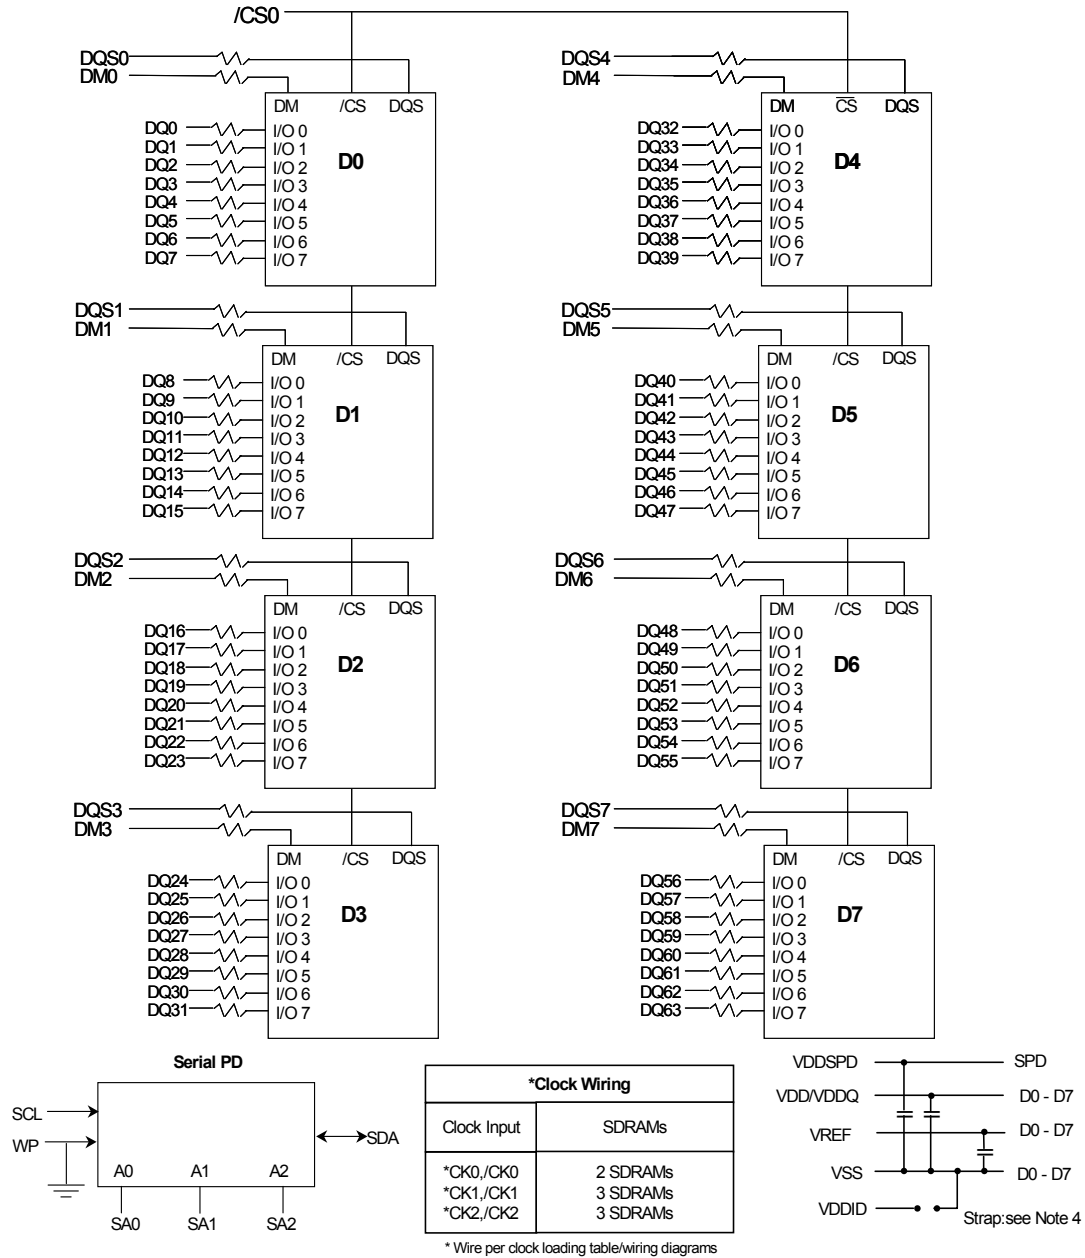 /CS0
DQS0
DM0
DM /CS DQS
DQ0 I/O 0
DQ1 I/O 1
DQ2 I/O 2
DQ3 I/O 3
DQ4 I/O 4
DQ5 I/O 5
DQ6 I/O 6
DQ7 I/O 7
D0
DQS4
DM4
DM CS DQS
DQ32 I/O 0
DQ33 I/O 1
DQ34 I/O 2
DQ35 I/O 3
DQ36 I/O 4
DQ37 I/O 5
DQ38 I/O 6
DQ39 I/O 7
D4
DQS1
DM1
DM /CS DQS
DQ8 I/O 0
DQ9 I/O 1
DQ10 I/O 2
DQ11 I/O 3
DQ12 I/O 4
DQ13 I/O 5
DQ14 I/O 6
DQ15 I/O 7
D1
DQS5
DM5
DM /CS DQS
DQ40 I/O 0
DQ41 I/O 1
DQ42 I/O 2
DQ43 I/O 3
DQ44 I/O 4
DQ45 I/O 5
DQ46 I/O 6
DQ47 I/O 7
D5
DQS2
DM2
DM /CS DQS
DQ16 I/O 0
DQ17 I/O 1
DQ18 I/O 2
DQ19 I/O 3
DQ20 I/O 4
DQ21 I/O 5
DQ22 I/O 6
DQ23 I/O 7
D2
DQS6
DM6
DM /CS DQS
DQ48 I/O 0
DQ49 I/O 1
DQ50 I/O 2
DQ51 I/O 3
DQ52 I/O 4
DQ53 I/O 5
DQ54 I/O 6
DQ55 I/O 7
D6
DQS3
DM3
DM /CS DQS
DQ24 I/O 0
DQ25 I/O 1
DQ26 I/O 2
DQ27 I/O 3
DQ28 I/O 4
DQ29 I/O 5
DQ30 I/O 6
DQ31 I/O 7
D3
DQS7
DM7
DM /CS DQS
DQ56 I/O 0
DQ57 I/O 1
DQ58 I/O 2
DQ59 I/O 3
DQ60 I/O 4
DQ61 I/O 5
DQ62 I/O 6
DQ63 I/O 7
D7
Serial PD
SCL
WP
SDA
A0 A1 A2
SA0 SA1 SA2
*Clock Wiring
Clock Input SDRAMs
*CK0,/CK0 2 SDRAMs
*CK1,/CK1 3 SDRAMs
*CK2,/CK2 3 SDRAMs
* Wire per clock loading table/wiring diagrams
VDDSPD SPD
VDD/VDDQ D0 - D7
VREF D0 - D7
VSS D0 - D7
VDDID Strap:see Note 4